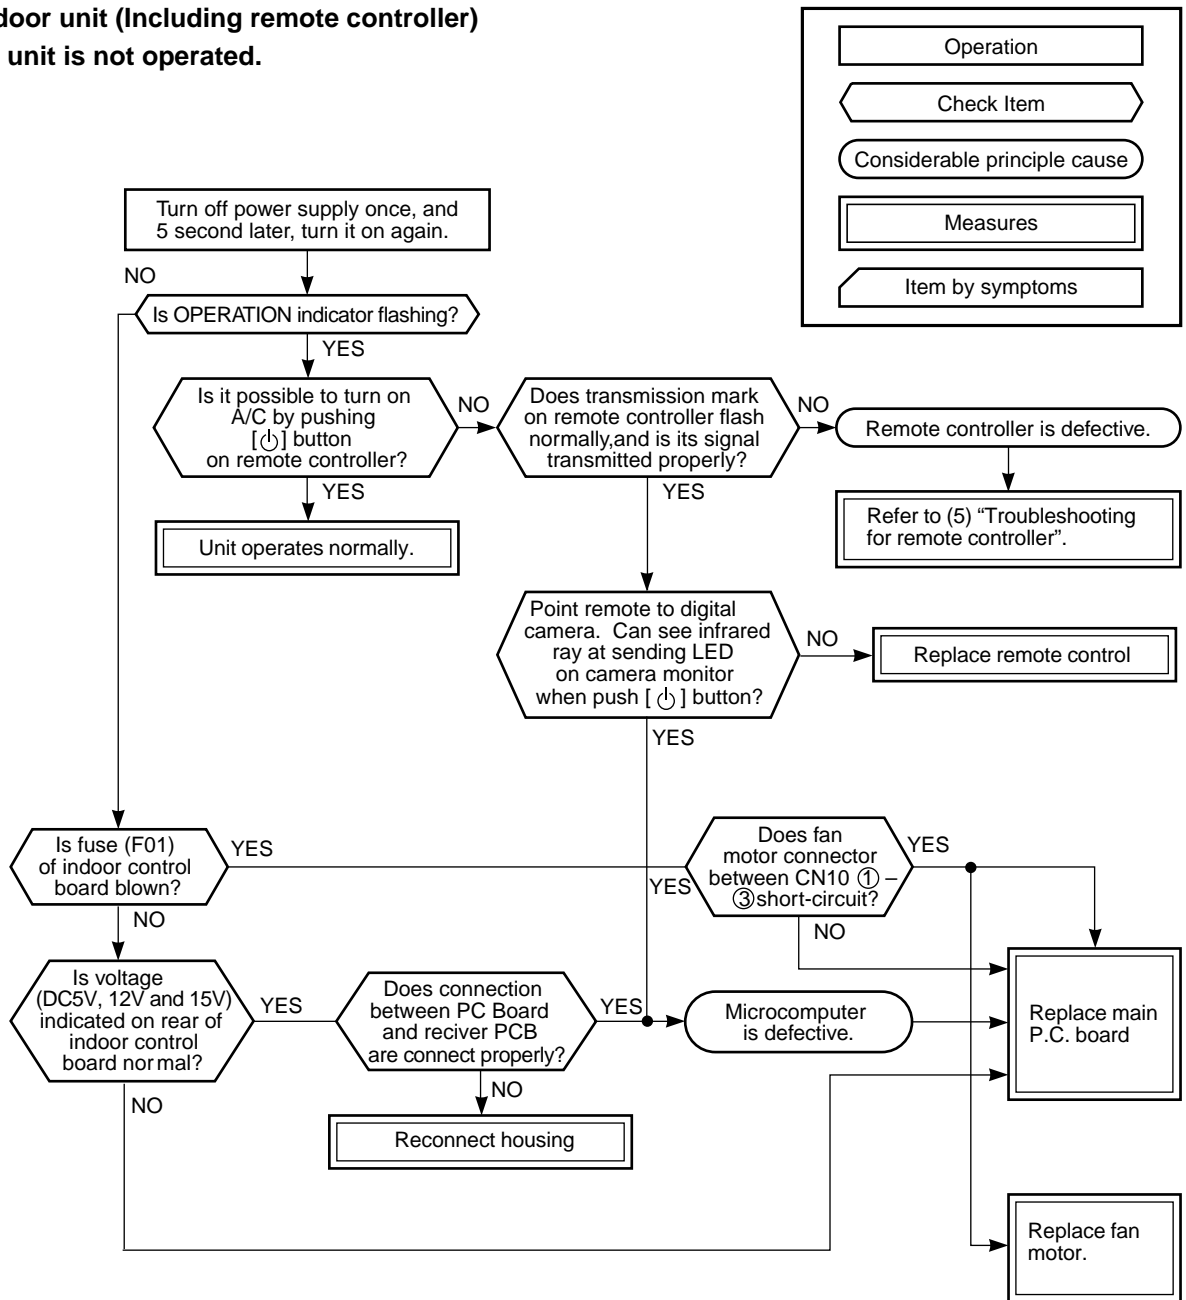 door unit (Including remote controller)
unit is not operated.
Operation
Check Item
Considerable principle cause
Measures
Item by symptoms
Turn off power supply once, and
5 second later, turn it on again.
NO
Is OPERATION indicator flashing?
YES
Is it possible to turn on
A/C by pushing
[⏻] button
on remote controller?
NO
Does transmission mark
on remote controller flash
normally,and is its signal
transmitted properly?
NO
Remote controller is defective.
YES
YES
Unit operates normally.
Refer to (5) “Troubleshooting
for remote controller”.
Point remote to digital
camera. Can see infrared
ray at sending LED
on camera monitor
when push [⏻] button?
NO
Replace remote control
YES
Is fuse (F01)
of indoor control
board blown?
YES
YES
Does fan
motor connector
between CN10 ① –
③short-circuit?
YES
NO
NO
Is voltage
(DC5V, 12V and 15V)
indicated on rear of
indoor control
board normal?
YES
Does connection
between PC Board
and reciver PCB
are connect properly?
YES
Microcomputer
is defective.
Replace main
P.C. board
NO
NO
Reconnect housing
Replace fan
motor.